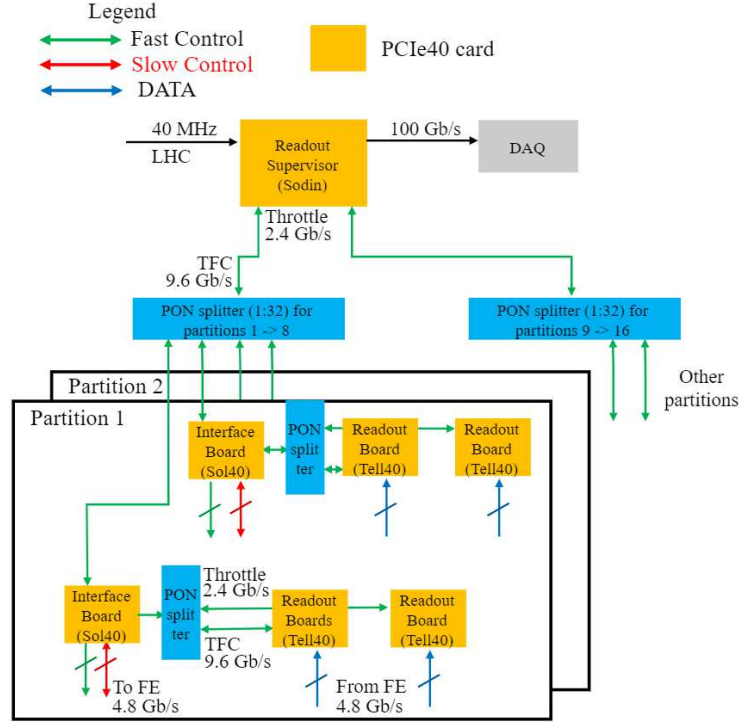 Legend
Fast Control
Slow Control
DATA
PCIe40 card
40 MHz
LHC
Readout
Supervisor
(Sodin)
100 Gb/s
DAQ
Throttle
2.4 Gb/s
TFC
9.6 Gb/s
PON splitter (1:32) for
partitions 1 -> 8
PON splitter (1:32) for
partitions 9 -> 16
Other
partitions
Partition 2
Partition 1
Interface
Board
(Sol40)
PON
split
ter
Readout
Board
(Tell40)
Readout
Board
(Tell40)
Interface
Board
(Sol40)
PON
split
ter
Throttle
2.4 Gb/s
TFC
9.6 Gb/s
Readout
Boards
(Tell40)
Readout
Board
(Tell40)
To FE
4.8 Gb/s
From FE
4.8 Gb/s